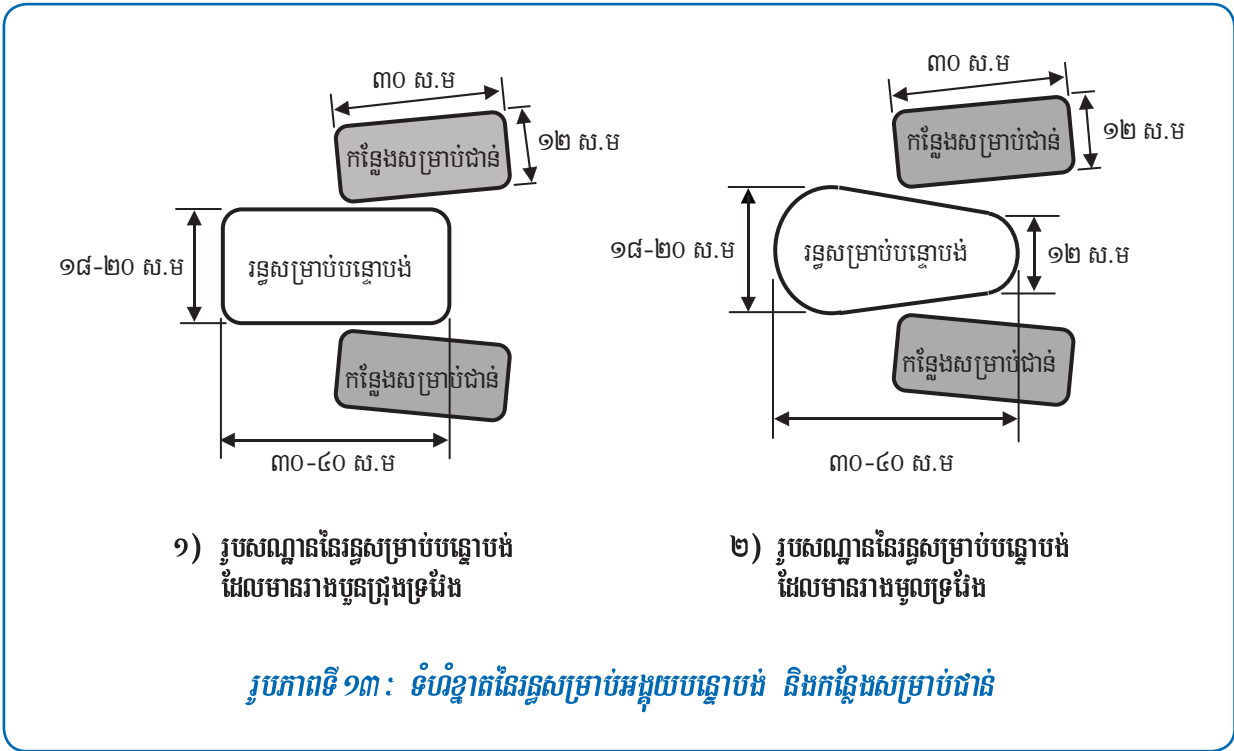 ៣០ ស.ម
១២ ស.ម
កន្លែងសម្រាប់ជាន់
១៨-២០ ស.ម
រន្ធសម្រាប់បន្ទោបង់
កន្លែងសម្រាប់ជាន់
៣០-៤០ ស.ម
១) រូបសណ្ឋាននៃរន្ធសម្រាប់បន្ទោបង់
ដែលមានរាងបួនជ្រុងទ្រវែង
៣០ ស.ម
១២ ស.ម
កន្លែងសម្រាប់ជាន់
១៨-២០ ស.ម
រន្ធសម្រាប់បន្ទោបង់
១២ ស.ម
កន្លែងសម្រាប់ជាន់
៣០-៤០ ស.ម
២) រូបសណ្ឋាននៃរន្ធសម្រាប់បន្ទោបង់
ដែលមានរាងមូលទ្រវែង
រូបភាពទី ១៣ : ទំហំខ្នាតនៃរន្ធសម្រាប់អង្គុយបន្ទោបង់ និងកន្លែងសម្រាប់ជាន់